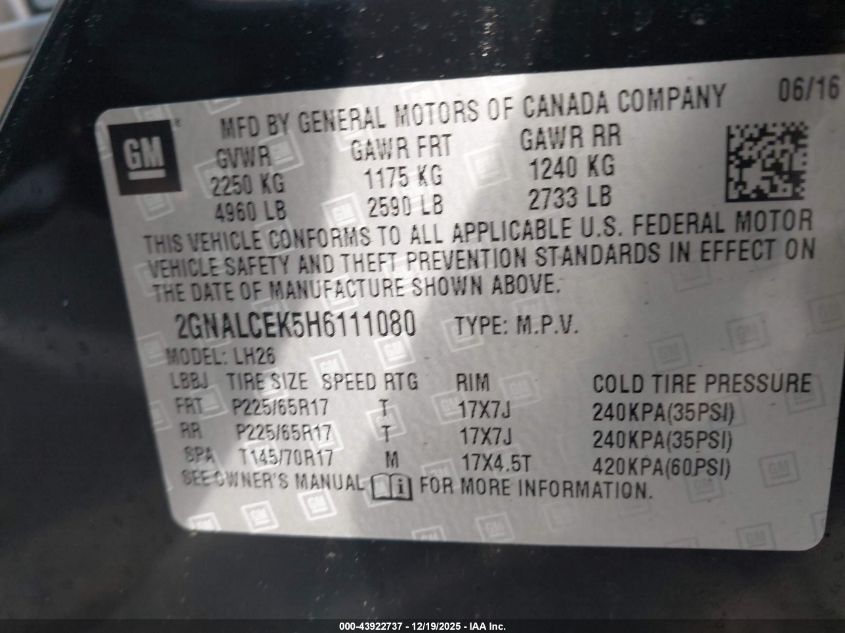 MFD BY GENERAL MOTORS OF CANADA COMPANY 06/16
GM®
GVWR GAWR FRT GAWR RR
2250 KG 1175 KG 1240 KG
4960 LB 2590 LB 2733 LB
THIS VEHICLE CONFORMS TO ALL APPLICABLE U.S. FEDERAL MOTOR
VEHICLE SAFETY AND THEFT PREVENTION STANDARDS IN EFFECT ON
THE DATE OF MANUFACTURE SHOWN ABOVE.
2GNALCEK5H6111080 TYPE: M.P.V.
MODEL: LH26
LBBJ TIRE SIZE SPEED RTG RIM COLD TIRE PRESSURE
FRT P225/65R17 T 17X7J 240KPA(35PSI)
RR P225/65R17 T 17X7J 240KPA(35PSI)
SPA T145/70R17 M 17X4.5T 420KPA(60PSI)
SEE OWNER'S MANUAL i FOR MORE INFORMATION.
000-43922737 - 12/19/2025 - IAA Inc.